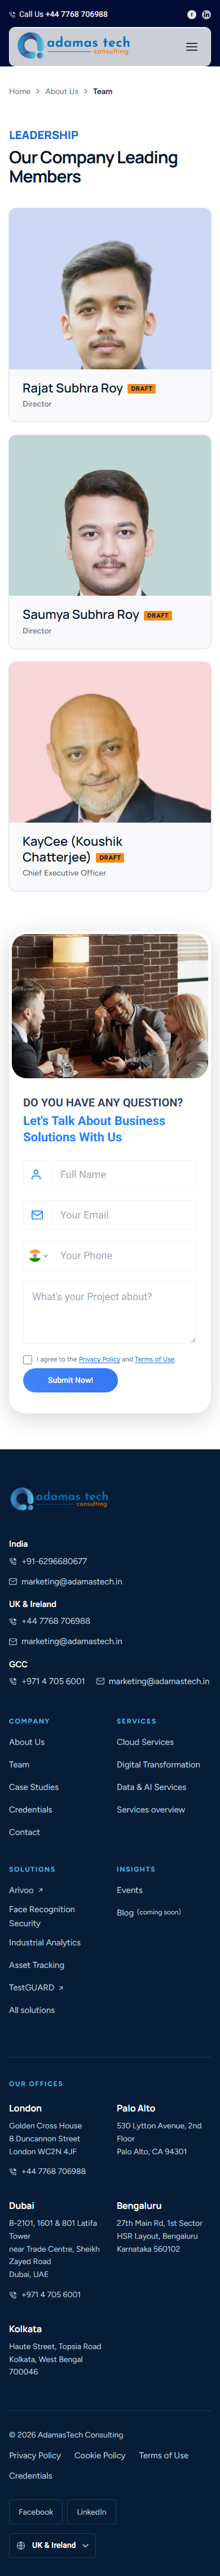 Call Us +44 7768 706988
adamas tech
consulting
Home > About Us > Team
LEADERSHIP
Our Company Leading
Members
Rajat Subhra Roy DRAFT
Director
Saumya Subhra Roy DRAFT
Director
KayCee (Koushik
Chatterjee) DRAFT
Chief Executive Officer
DO YOU HAVE ANY QUESTION?
Let's Talk About Business
Solutions With Us
Full Name
Your Email
Your Phone
What's your Project about?
I agree to the Privacy Policy and Terms of Use.
Submit Now!
adamas tech
consulting
India
+91-6296680677
marketing@adamastech.in
UK & Ireland
+44 7768 706988
marketing@adamastech.in
GCC
+971 4 705 6001 marketing@adamastech.in
COMPANY
About Us
Team
Case Studies
Credentials
Contact
SERVICES
Cloud Services
Digital Transformation
Data & AI Services
Services overview
SOLUTIONS
Arivoo ↗
Face Recognition
Security
Industrial Analytics
Asset Tracking
TestGUARD ↗
All solutions
INSIGHTS
Events
Blog (coming soon)
OUR OFFICES
London
Golden Cross House
8 Duncannon Street
London WC2N 4JF
+44 7768 706988
Palo Alto
530 Lytton Avenue, 2nd
Floor
Palo Alto, CA 94301
Dubai
B-2101, 1601 & 801 Latifa
Tower
near Trade Centre, Sheikh
Zayed Road
Dubai, UAE
+971 4 705 6001
Bengaluru
27th Main Rd, 1st Sector
HSR Layout, Bengaluru
Karnataka 560102
Kolkata
Haute Street, Topsia Road
Kolkata, West Bengal
700046
© 2026 AdamasTech Consulting
Privacy Policy Cookie Policy Terms of Use
Credentials
Facebook LinkedIn
UK & Ireland